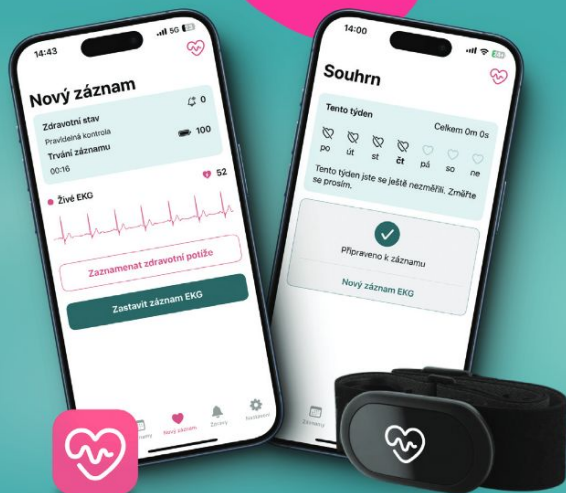 14:43
5G
Nový záznam
Zdravotní stav
0
Pravidelná kontrola
100
Trvání záznamu
00:16
Živé EKG
52
Zaznamenat zdravotní potíže
Zastavit záznam EKG
Nový záznam
Zprávy
Nastavení
14:00
Souhrn
Tento týden
Celkem 0m 0s
po út st čt pá so ne
Tento týden jste se ještě nezměřili. Změřte
se prosím.
Připraveno k záznamu
Nový záznam EKG
Záznamy